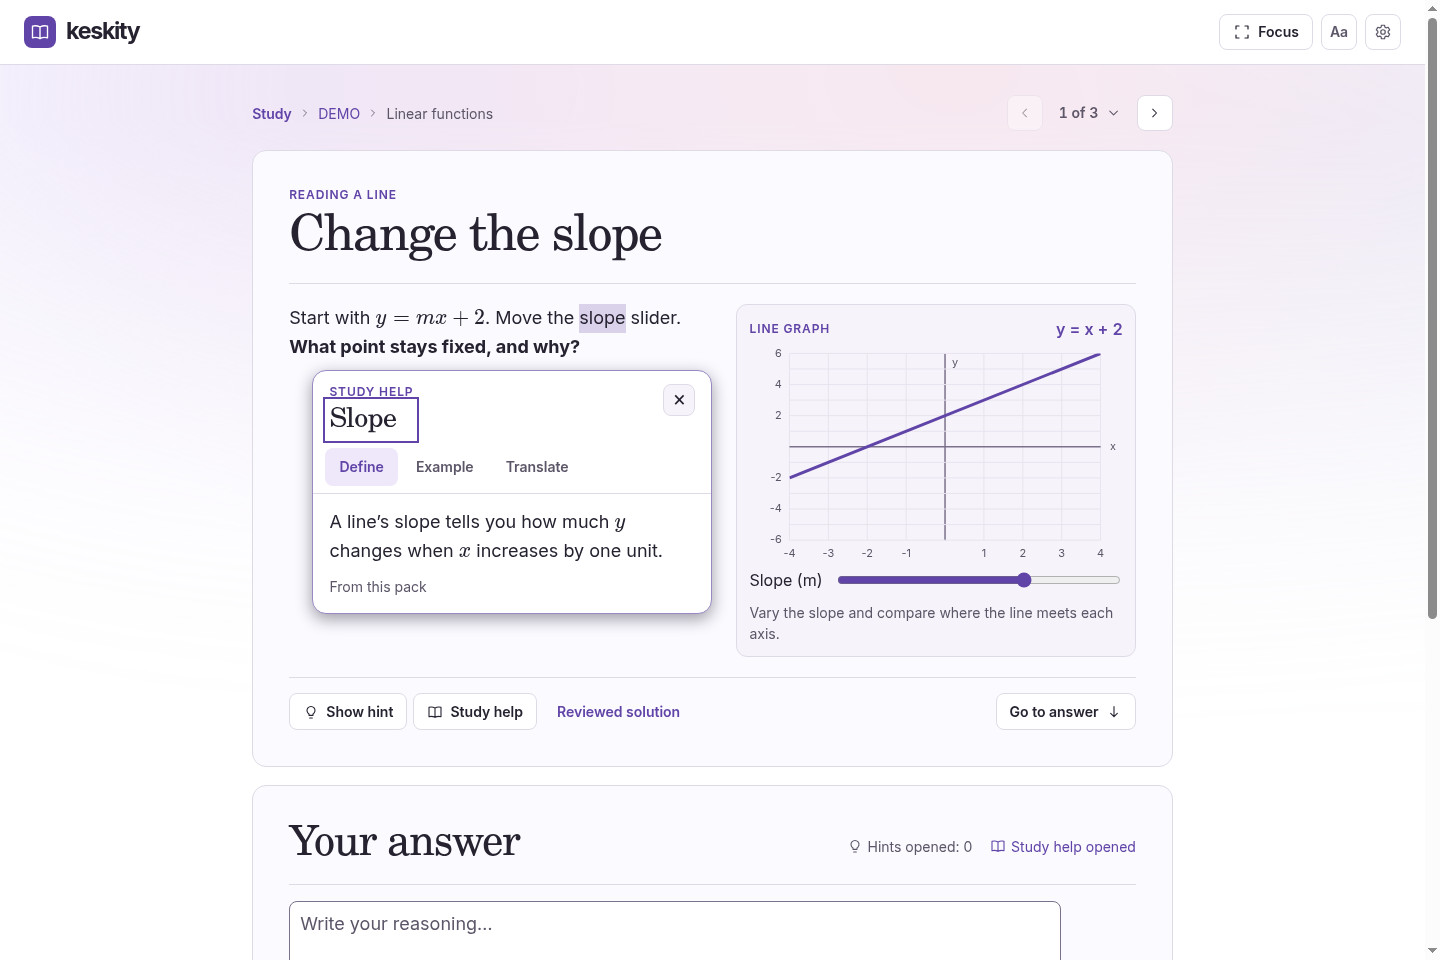 keskity
Focus
Aa
Study > DEMO > Linear functions
1 of 3
READING A LINE
Change the slope
Start with y = mx + 2. Move the slope slider.
What point stays fixed, and why?
STUDY HELP
Slope
Define Example Translate
A line’s slope tells you how much y
changes when x increases by one unit.
From this pack
LINE GRAPH
y = x + 2
6
4
2
-2
-4
-6
y
x
-4 -3 -2 -1 1 2 3 4
Slope (m)
Vary the slope and compare where the line meets each
axis.
Show hint
Study help
Reviewed solution
Go to answer ↓
Your answer
Hints opened: 0
Study help opened
Write your reasoning...